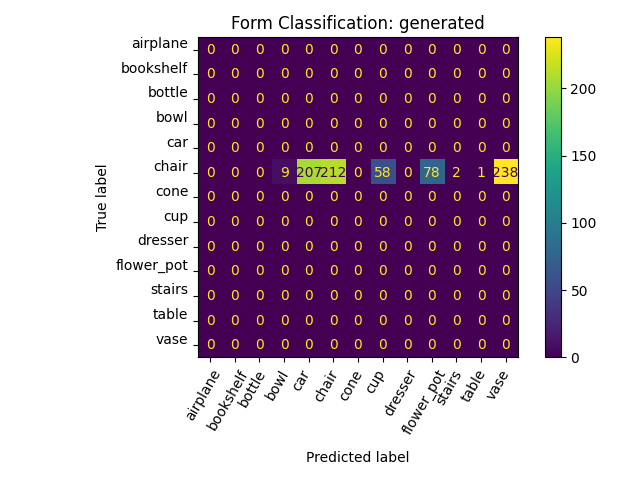 Form Classification: generated
True label
airplane 0 0 0 0 0 0 0 0 0 0 0 0 0
bookshelf 0 0 0 0 0 0 0 0 0 0 0 0 0
bottle 0 0 0 0 0 0 0 0 0 0 0 0 0
bowl 0 0 0 0 0 0 0 0 0 0 0 0 0
car 0 0 0 0 0 0 0 0 0 0 0 0 0
chair 0 0 0 9 207 212 0 58 0 78 2 1 238
cone 0 0 0 0 0 0 0 0 0 0 0 0 0
cup 0 0 0 0 0 0 0 0 0 0 0 0 0
dresser 0 0 0 0 0 0 0 0 0 0 0 0 0
flower_pot 0 0 0 0 0 0 0 0 0 0 0 0 0
stairs 0 0 0 0 0 0 0 0 0 0 0 0 0
table 0 0 0 0 0 0 0 0 0 0 0 0 0
vase 0 0 0 0 0 0 0 0 0 0 0 0 0
airplane bookshelf bottle bowl car chair cone cup dresser flower_pot stairs table vase
Predicted label
200
150
100
50
0